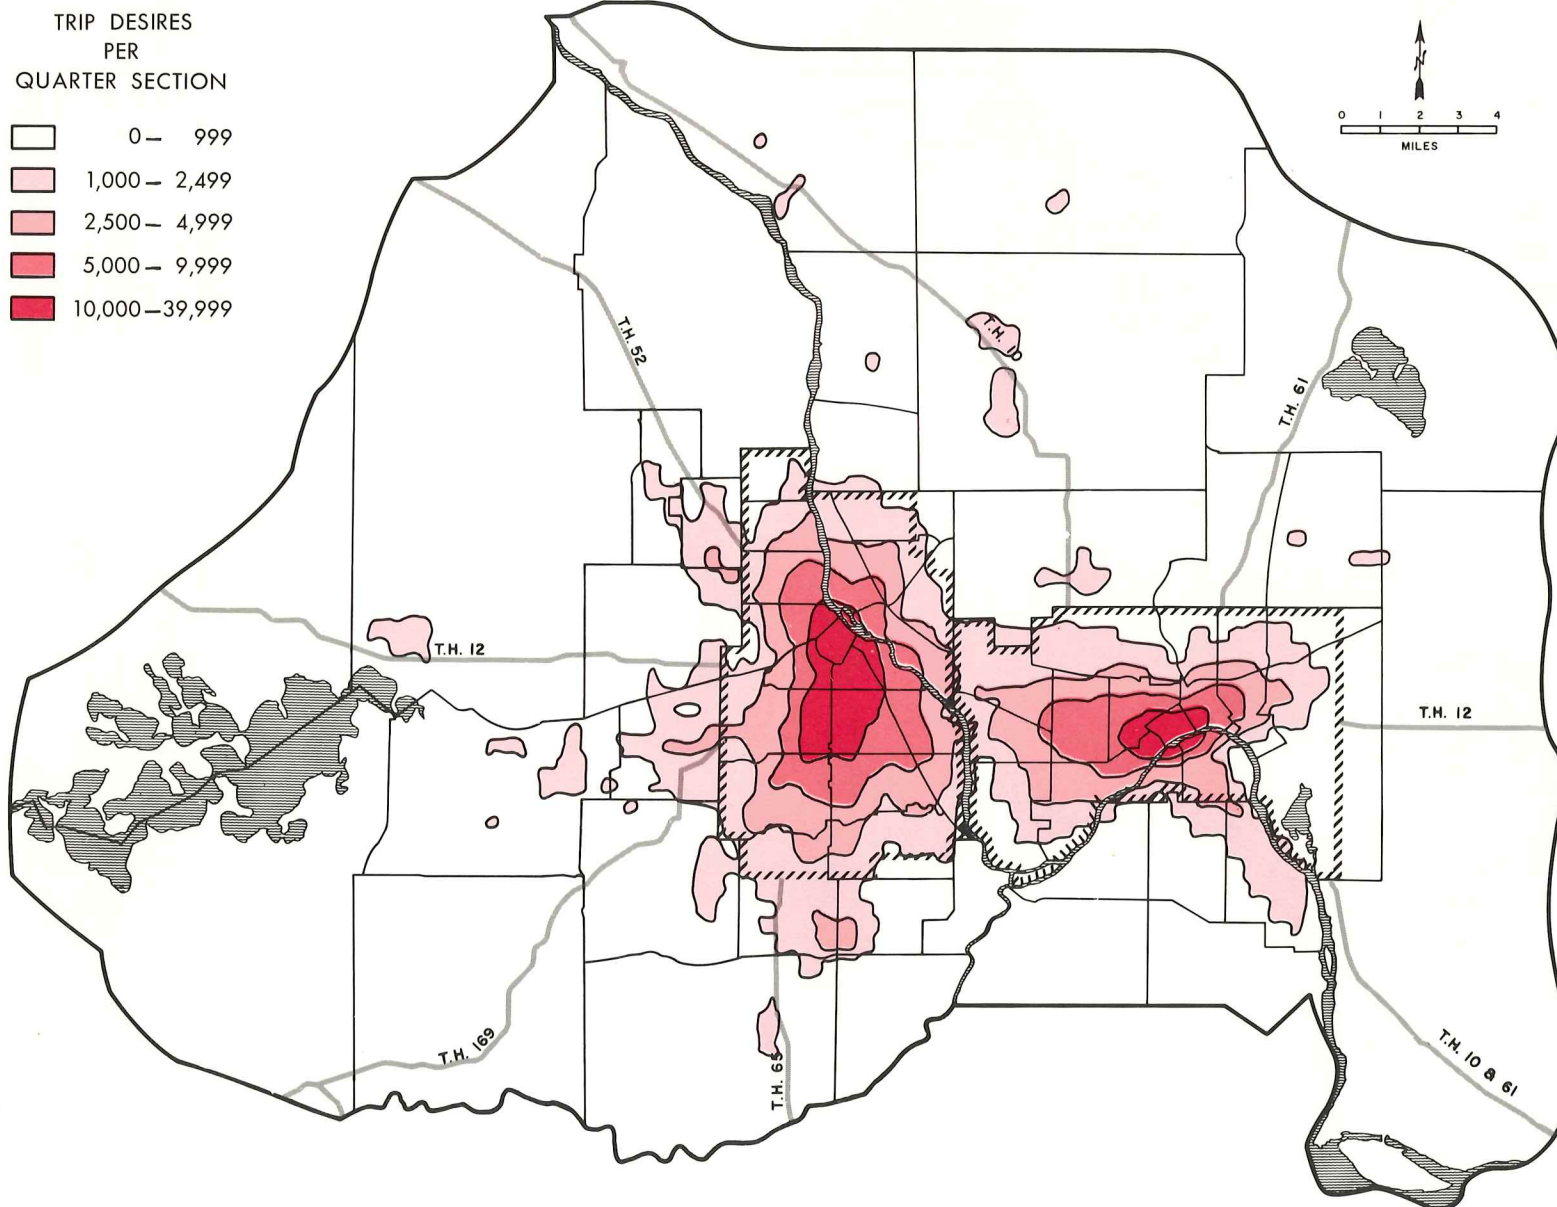 TRIP DESIRES
PER
QUARTER SECTION
0 — 999
1,000 — 2,499
2,500 — 4,999
5,000 — 9,999
10,000 — 39,999
N
0 1 2 3 4
MILES
T.H. 52
T.H. 1
T.H. 61
T.H. 12
T.H. 12
T.H. 169
T.H. 65
T.H. 10 & 61